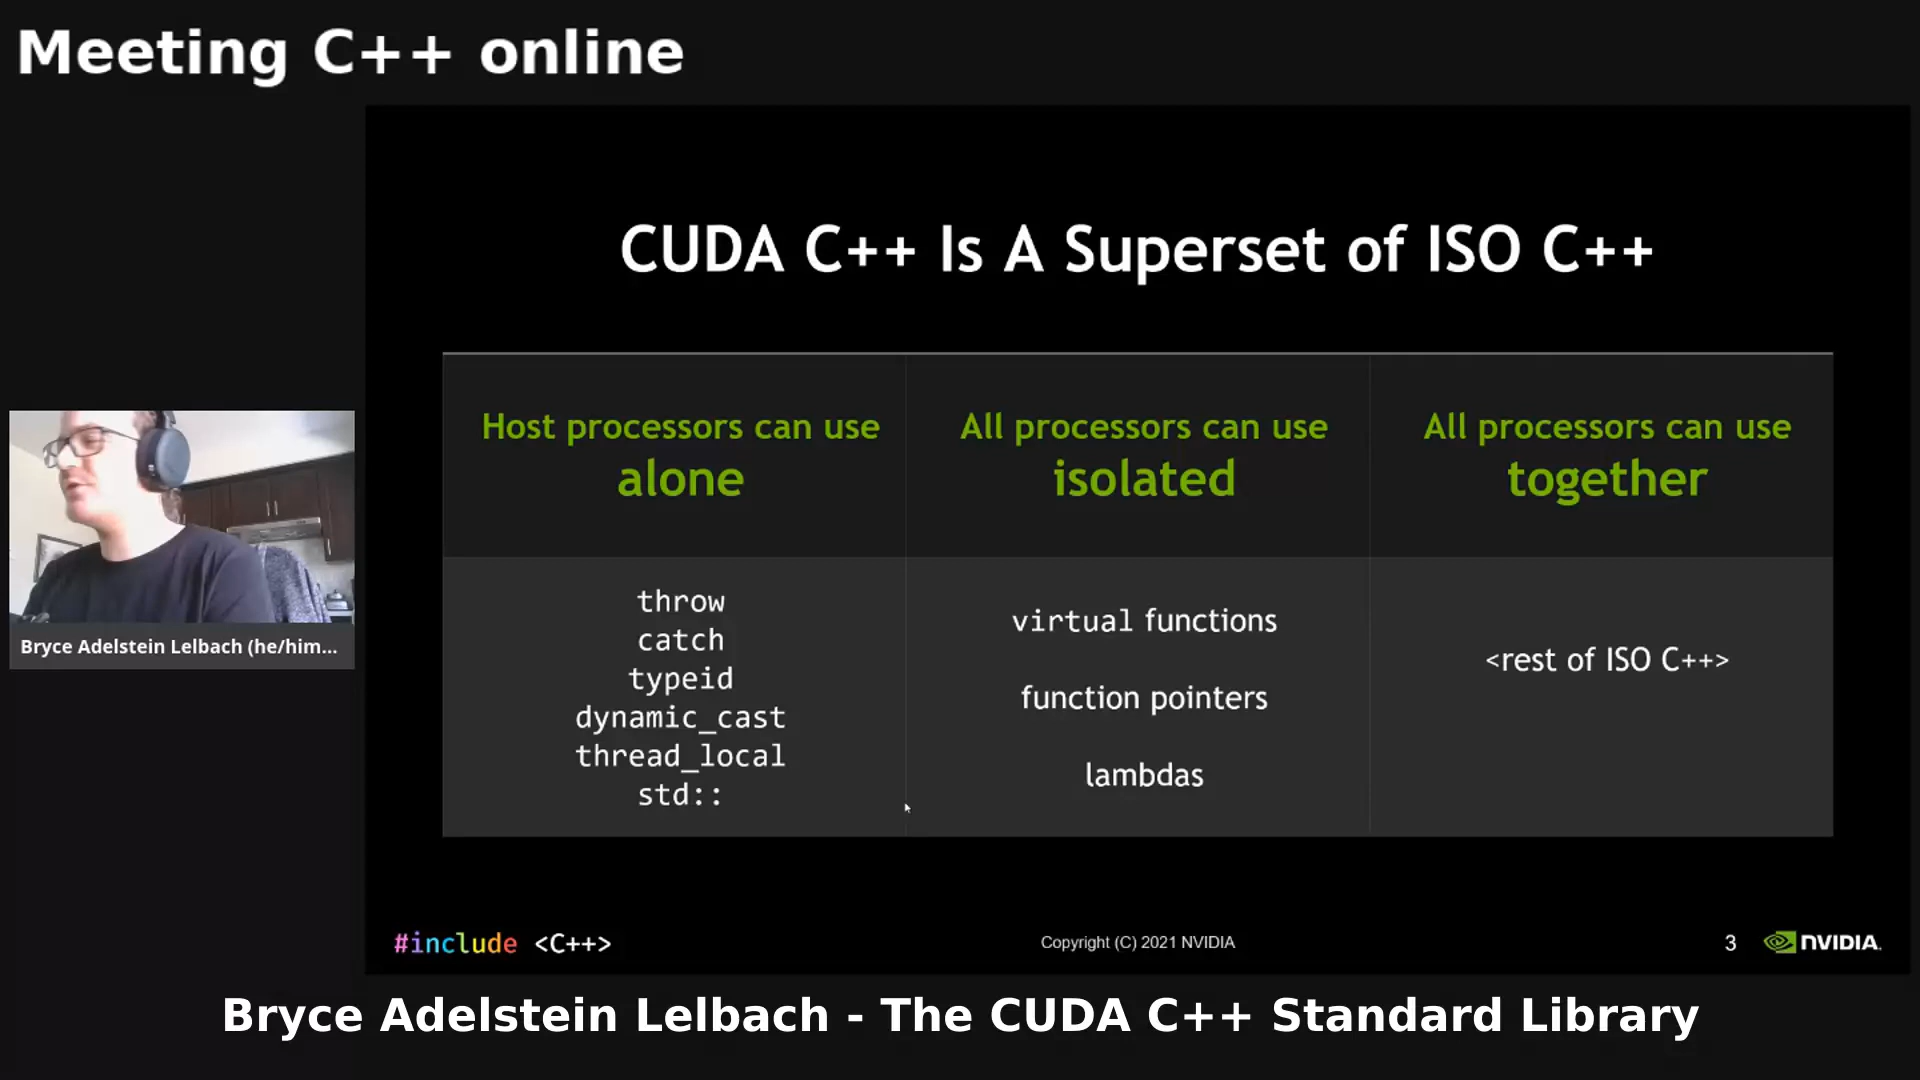 Meeting C++ online
CUDA C++ Is A Superset of ISO C++
Host processors can use
alone
All processors can use
isolated
All processors can use
together
throw
catch
typeid
dynamic_cast
thread_local
std::
virtual functions
function pointers
lambdas
<rest of ISO C++>
Bryce Adelstein Lelbach (he/him...
#include <C++>
Copyright (C) 2021 NVIDIA
3
NVIDIA.
Bryce Adelstein Lelbach - The CUDA C++ Standard Library